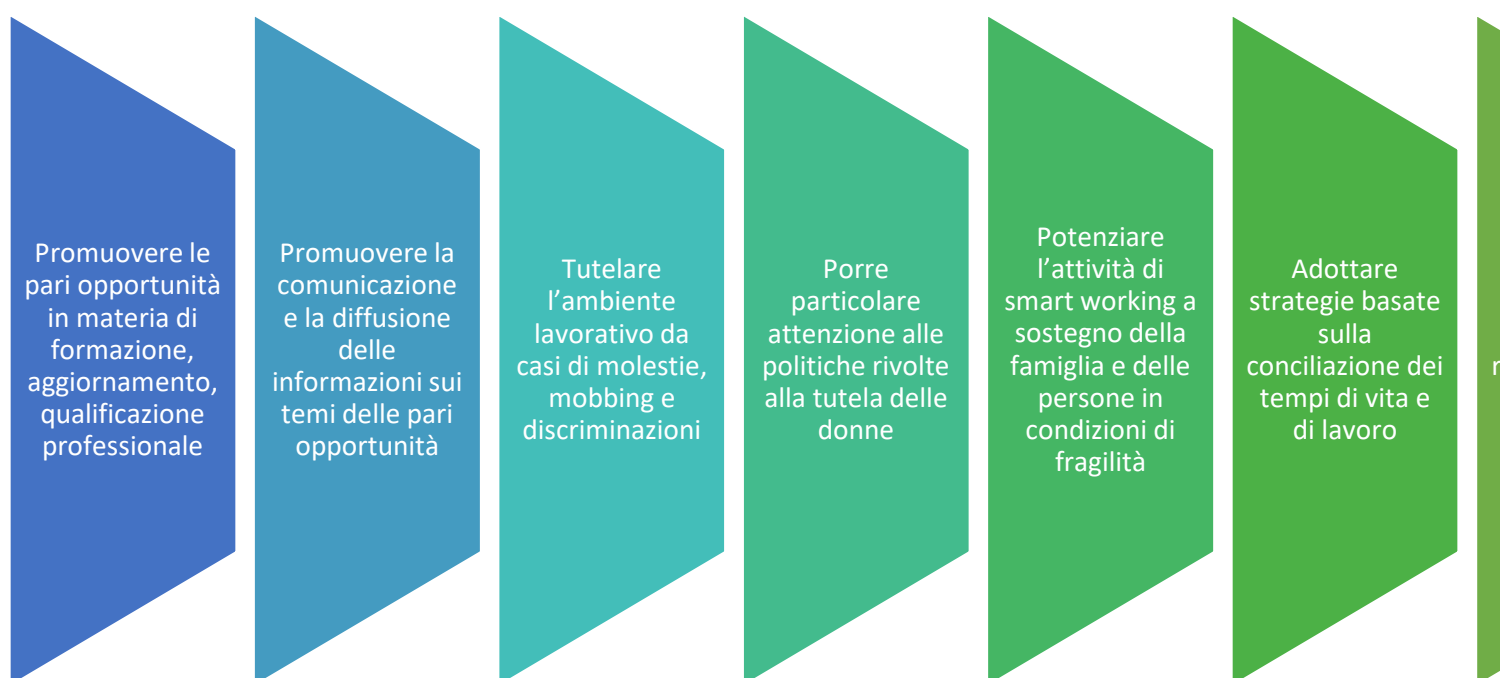 Promuovere le
pari opportunità
in materia di
formazione,
aggiornamento,
qualificazione
professionale
Promuovere la
comunicazione
e la diffusione
delle
informazioni sui
temi delle pari
opportunità
Tutelare
l’ambiente
lavorativo da
casi di molestie,
mobbing e
discriminazioni
Porre
particolare
attenzione alle
politiche rivolte
alla tutela delle
donne
Potenziare
l’attività di
smart working a
sostegno della
famiglia e delle
persone in
condizioni di
fragilità
Adottare
strategie basate
sulla
conciliazione dei
tempi di vita e
di lavoro